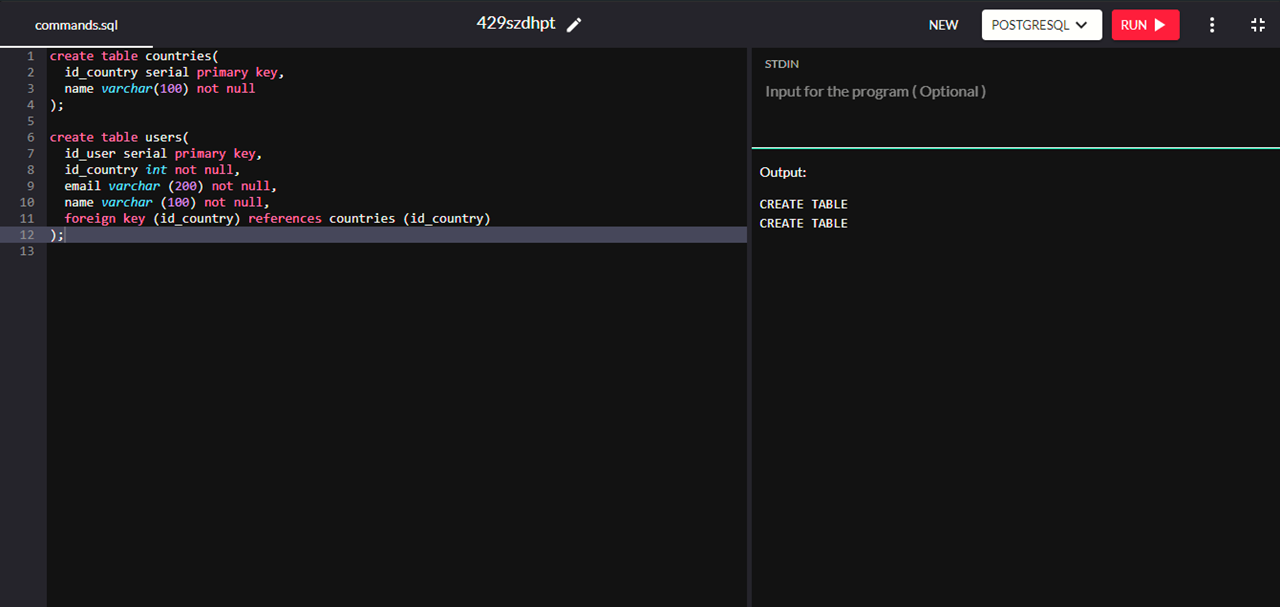 commands.sql
429szdhpt
NEW
POSTGRESQL
RUN
1 create table countries(
2   id_country serial primary key,
3   name varchar(100) not null
4 );
5
6 create table users(
7   id_user serial primary key,
8   id_country int not null,
9   email varchar (200) not null,
10   name varchar (100) not null,
11   foreign key (id_country) references countries (id_country)
12 );
13
STDIN
Input for the program ( Optional )
Output:
CREATE TABLE
CREATE TABLE